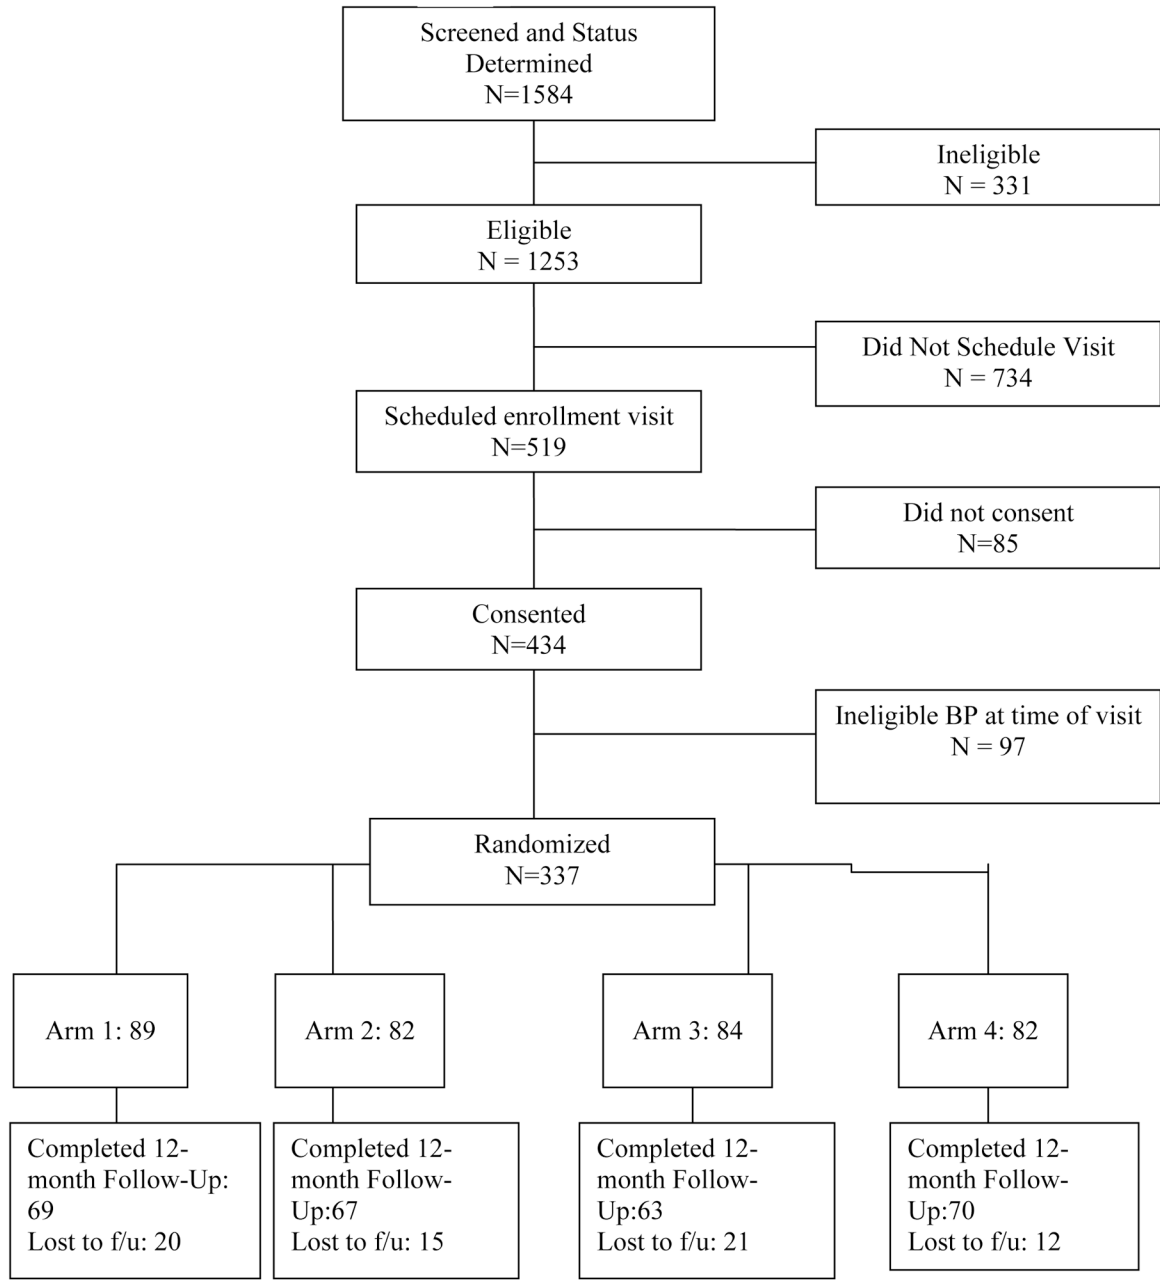 Screened and Status
Determined
N=1584
Ineligible
N = 331
Eligible
N = 1253
Did Not Schedule Visit
N = 734
Scheduled enrollment visit
N=519
Did not consent
N=85
Consented
N=434
Ineligible BP at time of visit
N = 97
Randomized
N=337
Arm 1: 89
Arm 2: 82
Arm 3: 84
Arm 4: 82
Completed 12-
month Follow-Up:
69
Lost to f/u: 20
Completed 12-
month Follow-
Up:67
Lost to f/u: 15
Completed 12-
month Follow-
Up:63
Lost to f/u: 21
Completed 12-
month Follow-
Up:70
Lost to f/u: 12